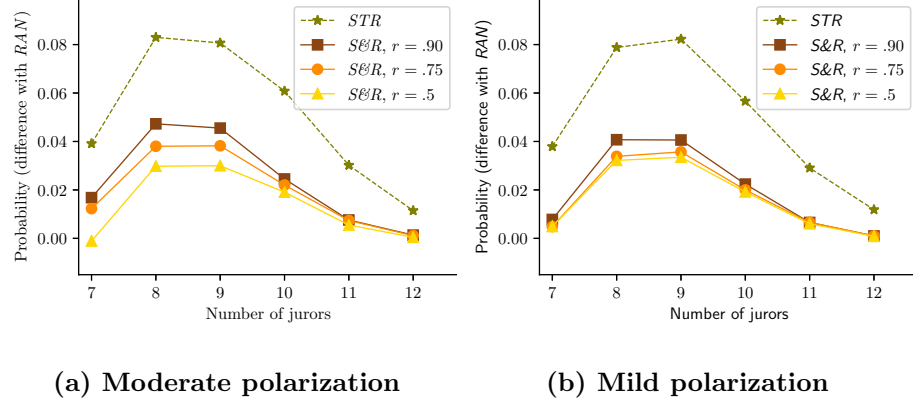 STR
S&R, r = .90
S&R, r = .75
S&R, r = .5
Probability (difference with RAN)
0.08
0.06
0.04
0.02
0.00
7 8 9 10 11 12
Number of jurors
(a) Moderate polarization
STR
S&R, r = .90
S&R, r = .75
S&R, r = .5
Probability (difference with RAN)
0.08
0.06
0.04
0.02
0.00
7 8 9 10 11 12
Number of jurors
(b) Mild polarization